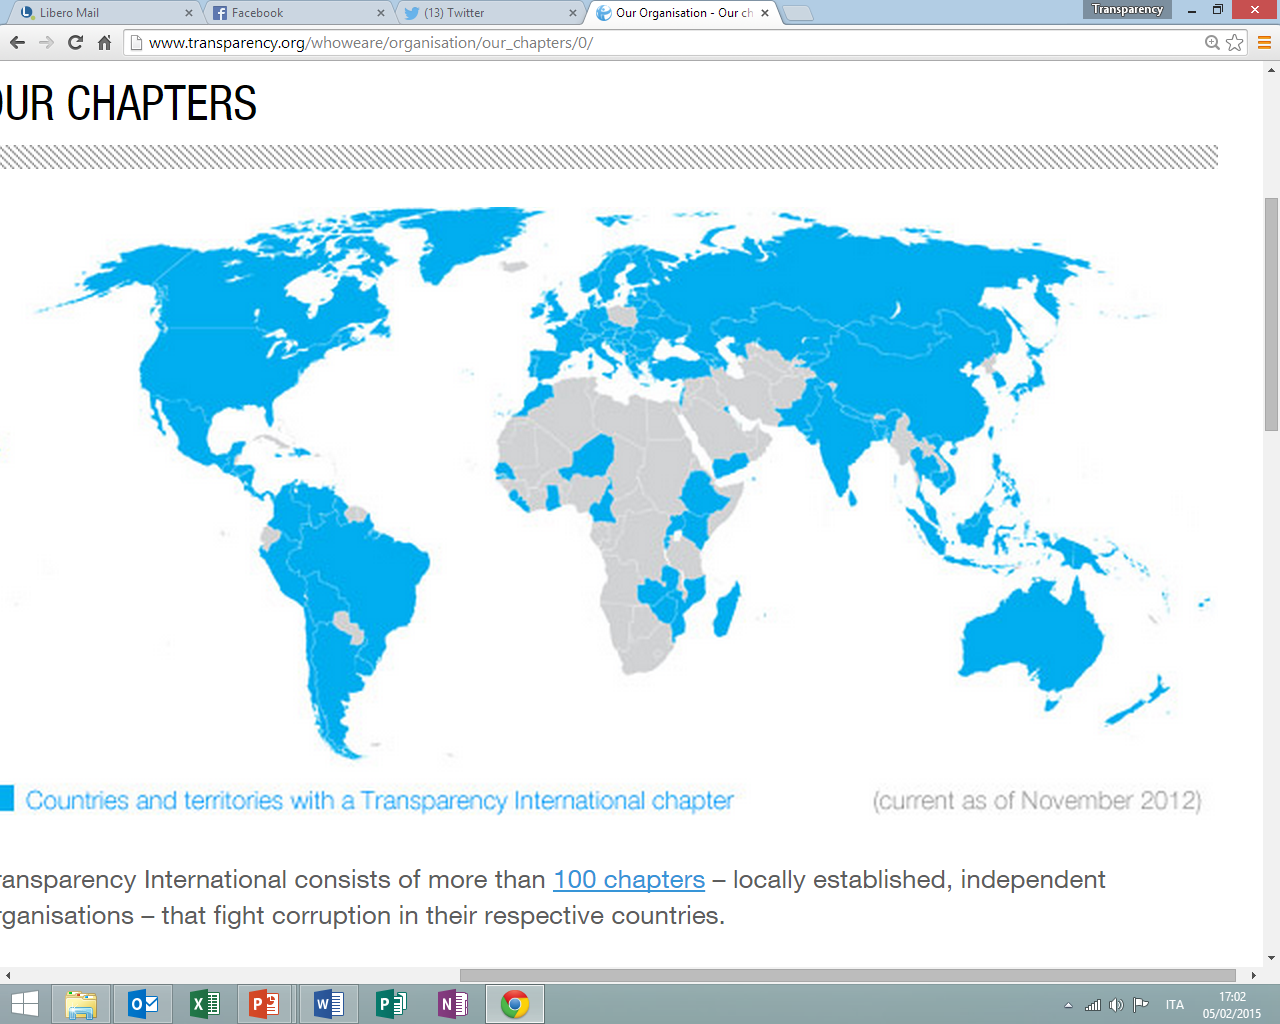 Libero Mail
Facebook
(13) Twitter
Our Organisation - Our ch
Transparency
www.transparency.org/whoweare/organisation/our_chapters/0/
OUR CHAPTERS
Countries and territories with a Transparency International chapter
(current as of November 2012)
ransparency International consists of more than 100 chapters – locally established, independent
rganisations – that fight corruption in their respective countries.
ITA
17:02
05/02/2015